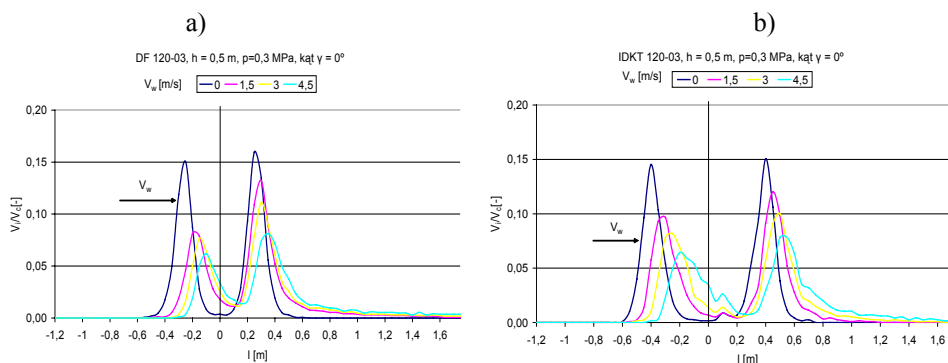 a)
DF 120-03, h = 0,5 m, p=0,3 MPa, kąt γ = 0º
V_w [m/s] 0 1,5 3 4,5
0,20
0,15
0,10
0,05
0,00
V_i/V_c[-]
V_w
-1,2 -1 -0,8 -0,6 -0,4 -0,2 0 0,2 0,4 0,6 0,8 1 1,2 1,4 1,6
l [m]
b)
IDKT 120-03, h = 0,5 m, p=0,3 MPa, kąt γ = 0º
V_w [m/s] 0 1,5 3 4,5
0,20
0,15
0,10
0,05
0,00
V_i/V_c[-]
V_w
-1,2 -1 -0,8 -0,6 -0,4 -0,2 0 0,2 0,4 0,6 0,8 1 1,2 1,4 1,6
l [m]